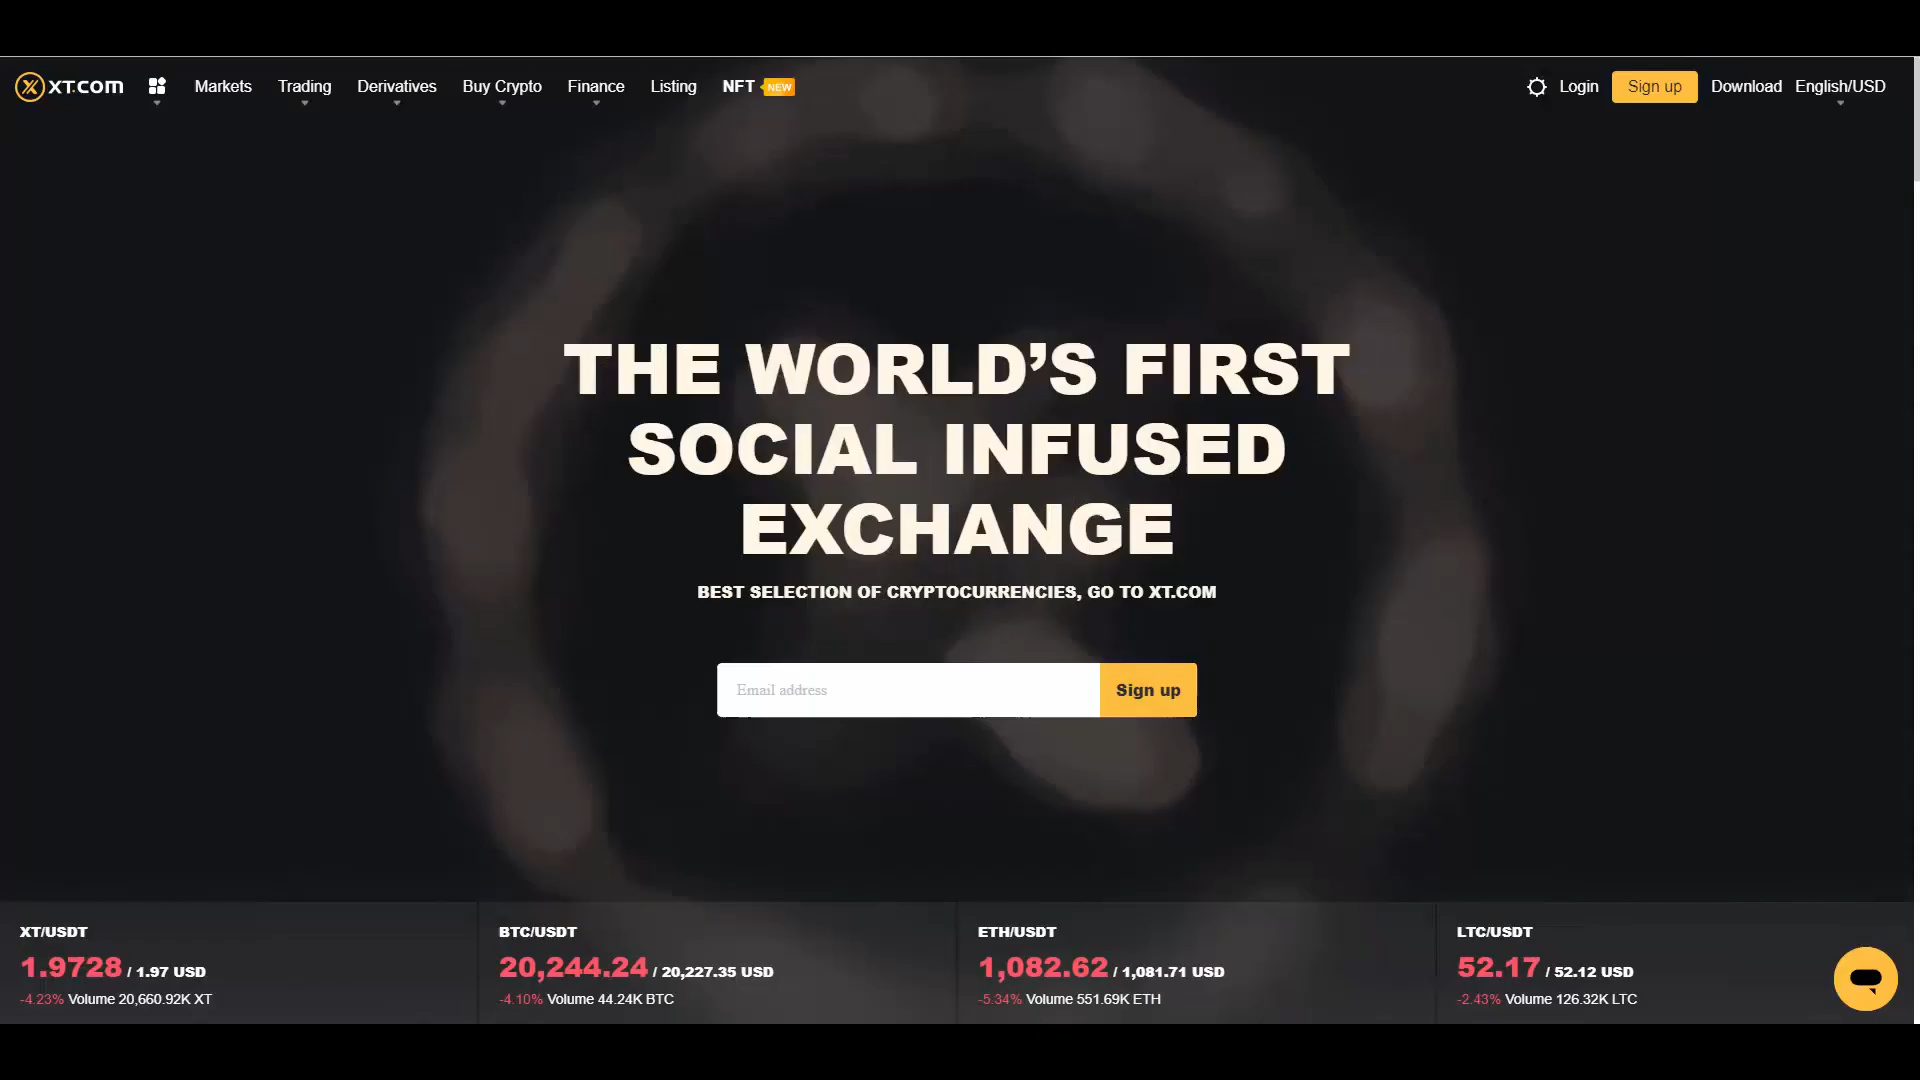 XT.COM
Markets Trading Derivatives Buy Crypto Finance Listing NFT NEW
Login Sign up Download English/USD
THE WORLD’S FIRST
SOCIAL INFUSED
EXCHANGE
BEST SELECTION OF CRYPTOCURRENCIES, GO TO XT.COM
Email address Sign up
XT/USDT
1.9728 / 1.97 USD
-4.23% Volume 20,660.92K XT
BTC/USDT
20,244.24 / 20,227.35 USD
-4.10% Volume 44.24K BTC
ETH/USDT
1,082.62 / 1,081.71 USD
-5.34% Volume 551.69K ETH
LTC/USDT
52.17 / 52.12 USD
-2.43% Volume 126.32K LTC